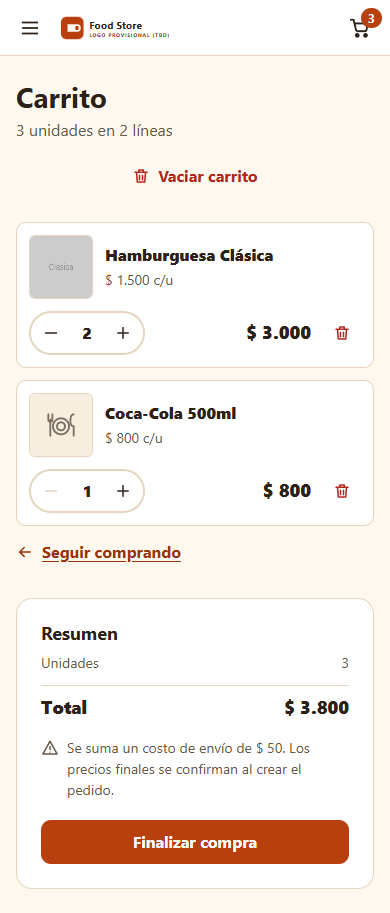 Food Store
LOGO PROVISIONAL (TBD)
3
Carrito
3 unidades en 2 líneas
Vaciar carrito
Clasica
Hamburguesa Clásica
$ 1.500 c/u
2
$ 3.000
Coca-Cola 500ml
$ 800 c/u
1
$ 800
Seguir comprando
Resumen
Unidades 3
Total $ 3.800
Se suma un costo de envío de $ 50. Los
precios finales se confirman al crear el
pedido.
Finalizar compra